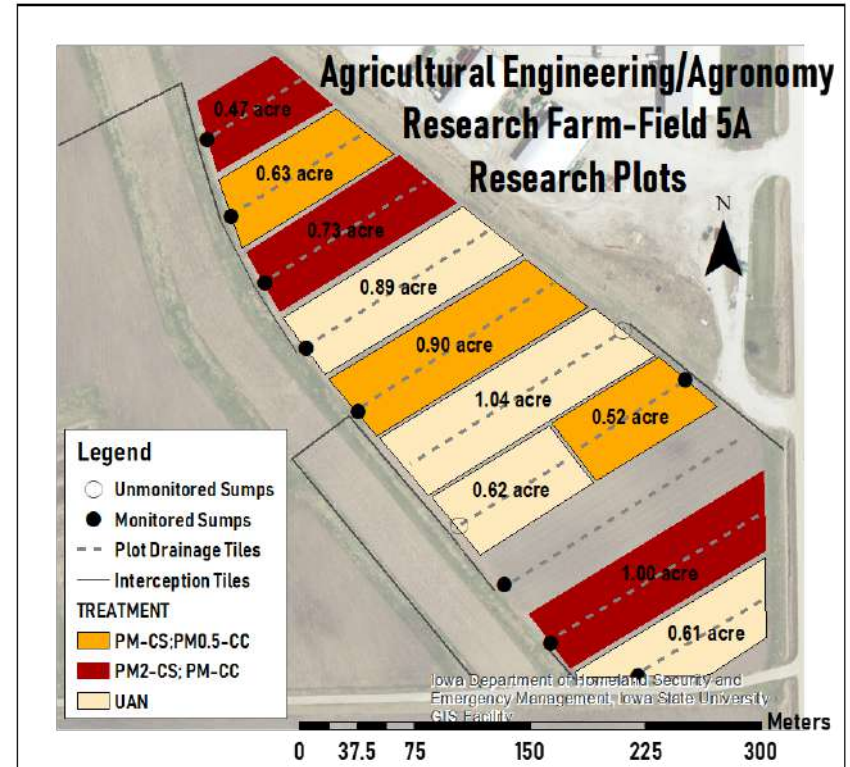 Agricultural Engineering/Agronomy
Research Farm-Field 5A
Research Plots
N
0.47 acre
0.63 acre
0.73 acre
0.89 acre
0.90 acre
1.04 acre
0.52 acre
0.62 acre
1.00 acre
0.61 acre
Legend
Unmonitored Sumps
Monitored Sumps
Plot Drainage Tiles
Interception Tiles
TREATMENT
PM-CS;PM0.5-CC
PM2-CS; PM-CC
UAN
Iowa Department of Homeland Security and
Emergency Management, Iowa State University
GIS Facility
Meters
0 37.5 75 150 225 300